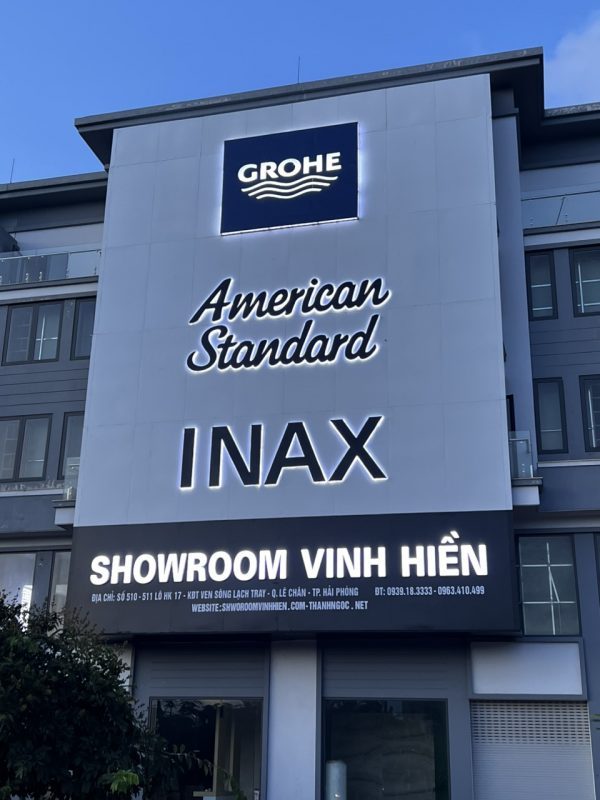 GROHE
American
Standard
INAX
SHOWROOM VINH HIỀN
ĐỊA CHỈ: SỐ 510 - 511 LÔ HK 17 - KĐT VEN SÔNG LẠCH TRAY - Q. LÊ CHÂN - TP. HẢI PHÒNG ĐT: 0939.18.3333 - 0963.410.499
WEBSITE:SHWOROOMVINHHIEN.COM-THANHNGOC.NET